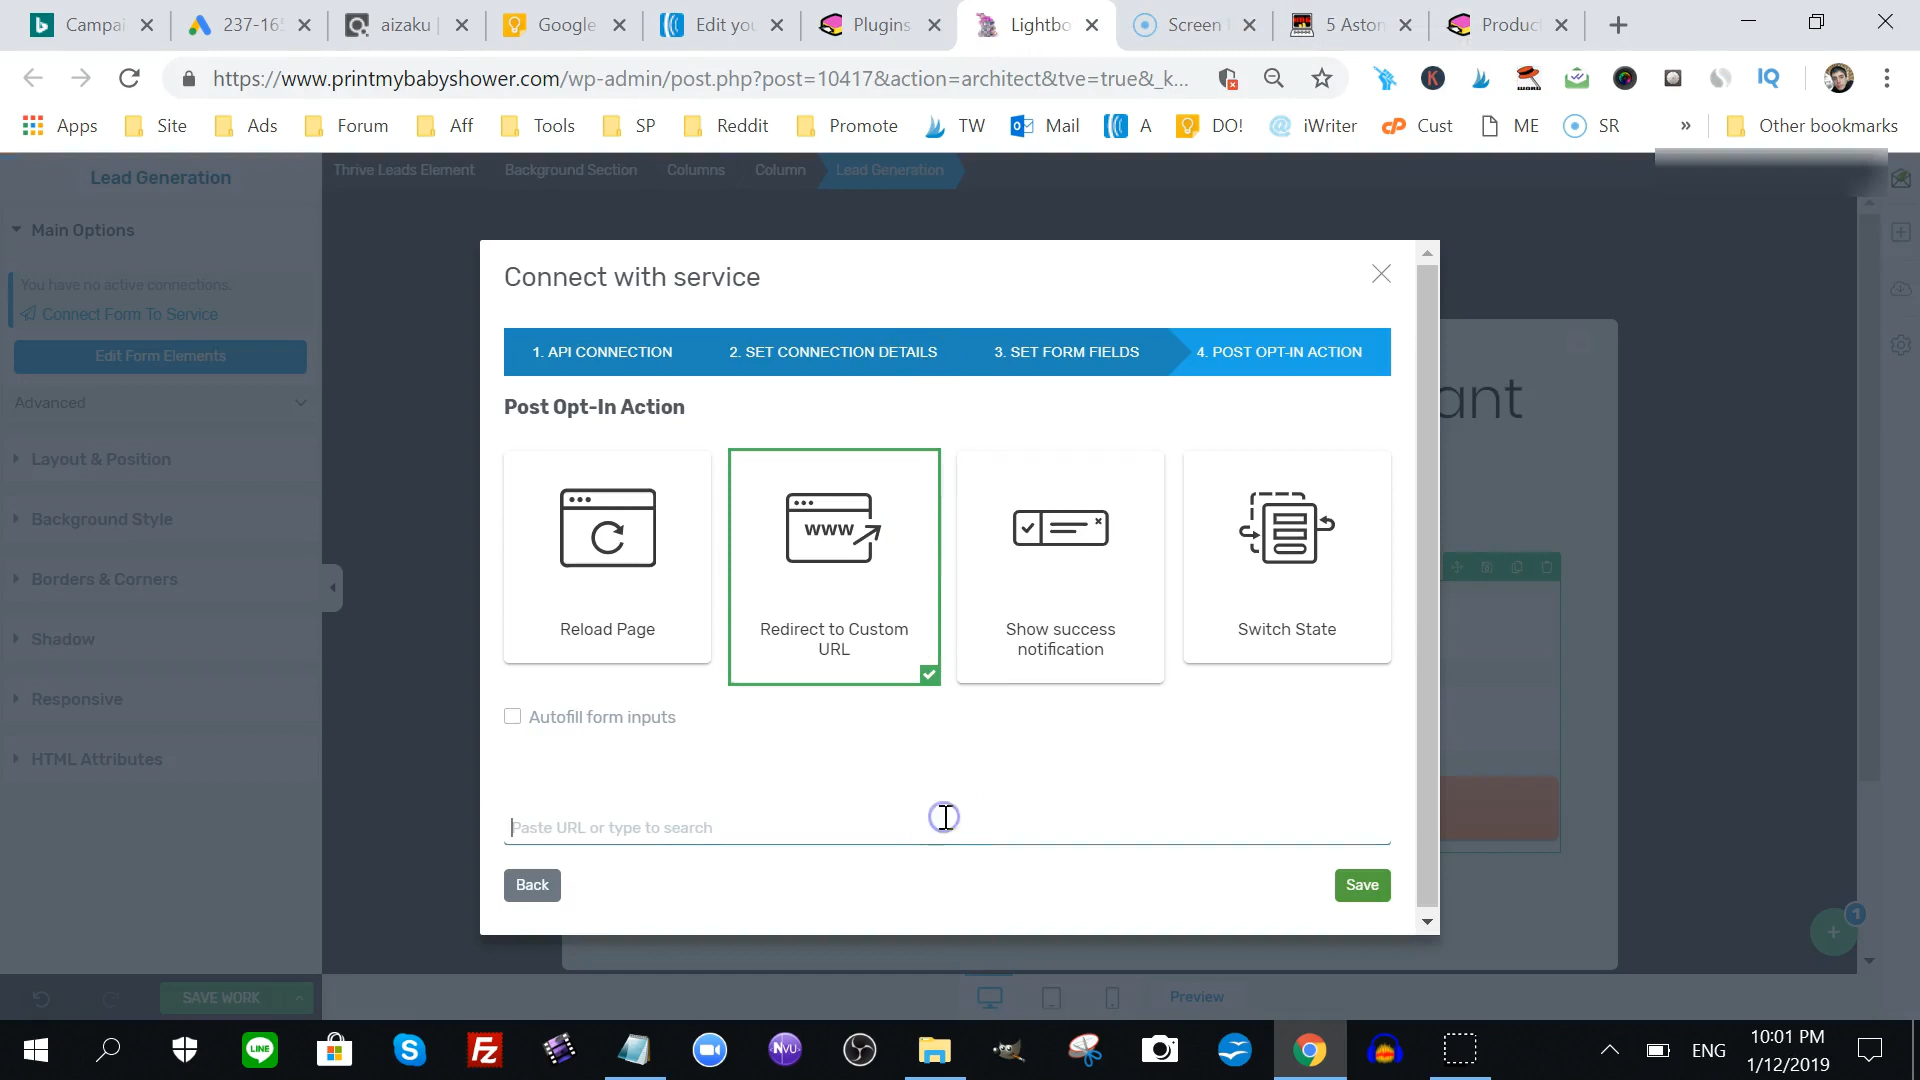 Campai
237-165
aizaku |
Google
Edit you
Plugins
Lightbo
Screen
5 Aston
Produc
https://www.printmybabyshower.com/wp-admin/post.php?post=10417&action=architect&tve=true&_k...
Apps
Site
Ads
Forum
Aff
Tools
SP
Reddit
Promote
TW
Mail
A
DO!
iWriter
Cust
ME
SR
»
Other bookmarks
Lead Generation
Thrive Leads Element
Background Section
Columns
Column
Lead Generation
Main Options
You have no active connections.
Connect Form To Service
Edit Form Elements
Advanced
Layout & Position
Background Style
Borders & Corners
Shadow
Responsive
HTML Attributes
SAVE WORK
Connect with service
1. API CONNECTION
2. SET CONNECTION DETAILS
3. SET FORM FIELDS
4. POST OPT-IN ACTION
Post Opt-In Action
Reload Page
www
Redirect to Custom
URL
Show success
notification
Switch State
Autofill form inputs
Paste URL or type to search
Back
Save
ant
1
Preview
LINE
ENG
10:01 PM
1/12/2019